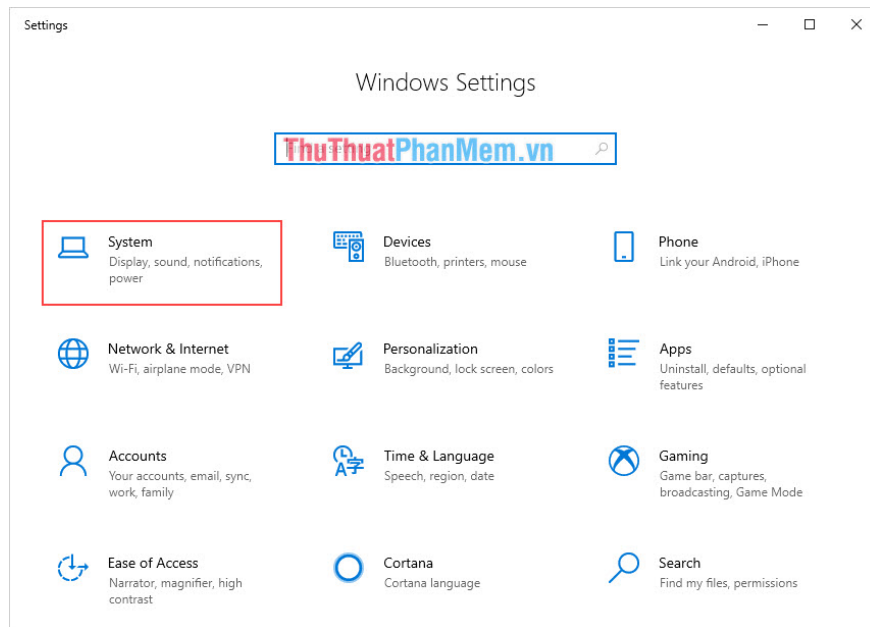 Settings
Windows Settings
ThuThuatPhanMem.vn
System
Display, sound, notifications,
power
Devices
Bluetooth, printers, mouse
Phone
Link your Android, iPhone
Network & Internet
Wi-Fi, airplane mode, VPN
Personalization
Background, lock screen, colors
Apps
Uninstall, defaults, optional
features
Accounts
Your accounts, email, sync,
work, family
Time & Language
Speech, region, date
Gaming
Game bar, captures,
broadcasting, Game Mode
Ease of Access
Narrator, magnifier, high
contrast
Cortana
Cortana language
Search
Find my files, permissions